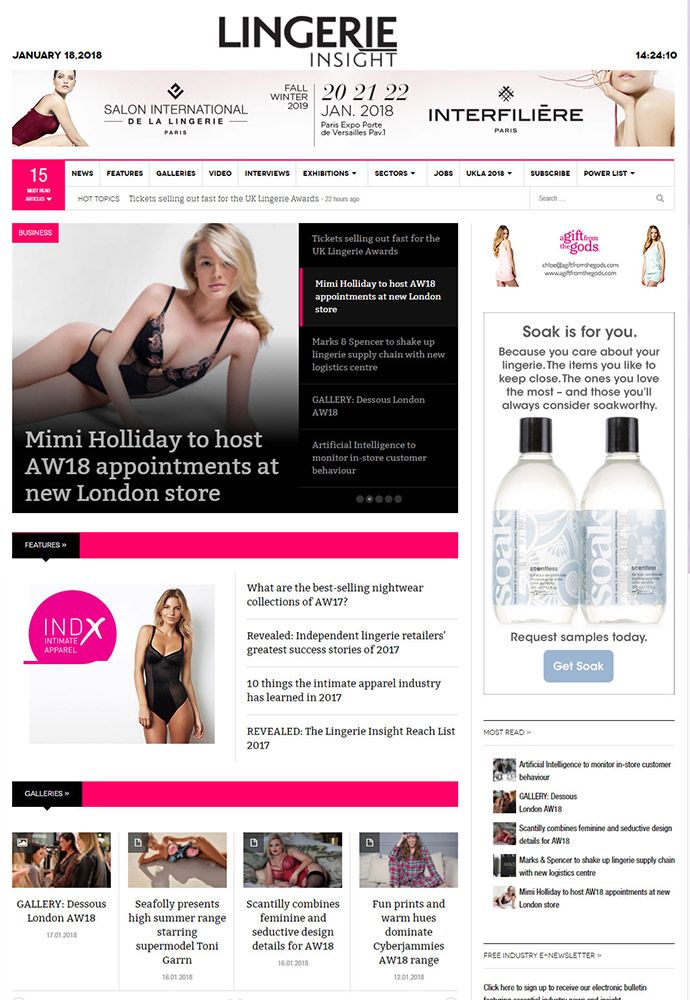 LINGERIE
INSIGHT
JANUARY 18,2018
14:24:10
SALON INTERNATIONAL
DE LA LINGERIE
PARIS
FALL
WINTER
2019
20 21 22
JAN. 2018
Paris Expo Porte
de Versailles Pav.1
INTERFILIÈRE
PARIS
15
MUST READ
ARTICLES
NEWS FEATURES GALLERIES VIDEO INTERVIEWS EXHIBITIONS SECTORS JOBS UKLA 2018 SUBSCRIBE POWER LIST
HOT TOPICS Tickets selling out fast for the UK Lingerie Awards - 22 hours ago
Search ...
BUSINESS
Mimi Holliday to host
AW18 appointments at
new London store
Tickets selling out fast for the
UK Lingerie Awards
Mimi Holliday to host AW18
appointments at new London
store
Marks & Spencer to shake up
lingerie supply chain with new
logistics centre
GALLERY: Dessous London
AW18
Artificial Intelligence to
monitor in-store customer
behaviour
a gift from
the gods
chloe@agiftfromthegods.com
www.agiftfromthegods.com
Soak is for you.
Because you care about your
lingerie. The items you like to
keep close. The ones you love
the most – and those you'll
always consider soakworthy.
soak
scentless
soak
scentless
Request samples today.
Get Soak
FEATURES »
INDX
INTIMATE
APPAREL
What are the best-selling nightwear
collections of AW17?
Revealed: Independent lingerie retailers'
greatest success stories of 2017
10 things the intimate apparel industry
has learned in 2017
REVEALED: The Lingerie Insight Reach List
2017
GALLERIES »
GALLERY: Dessous
London AW18
17.01.2018
Seafolly presents
high summer range
starring
supermodel Toni
Garrn
16.01.2018
Scantilly combines
feminine and
seductive design
details for AW18
16.01.2018
Fun prints and
warm hues
dominate
Cyberjammies
AW18 range
12.01.2018
MOST READ »
Artificial Intelligence to monitor in-store customer
behaviour
GALLERY: Dessous
London AW18
Scantilly combines feminine and seductive design
details for AW18
Marks & Spencer to shake up lingerie supply chain
with new logistics centre
Mimi Holliday to host AW18 appointments at new
London store
FREE INDUSTRY E-NEWSLETTER »
Click here to sign up to receive our electronic bulletin
featuring essential industry news and insight